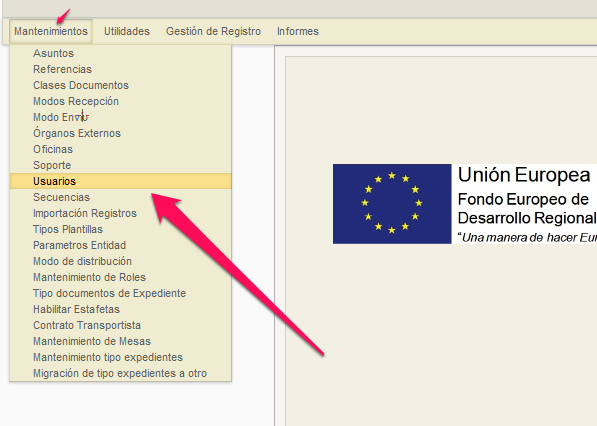 Mantenimientos Utilidades Gestión de Registro Informes
Asuntos
Referencias
Clases Documentos
Modos Recepción
Modo Envío
Órganos Externos
Oficinas
Soporte
Usuarios
Secuencias
Importación Registros
Tipos Plantillas
Parametros Entidad
Modo de distribución
Mantenimiento de Roles
Tipo documentos de Expediente
Habilitar Estafetas
Contrato Transportista
Mantenimiento de Mesas
Mantenimiento tipo expedientes
Migración de tipo expedientes a otro
Unión Europea
Fondo Europeo de
Desarrollo Regional
"Una manera de hacer Eur